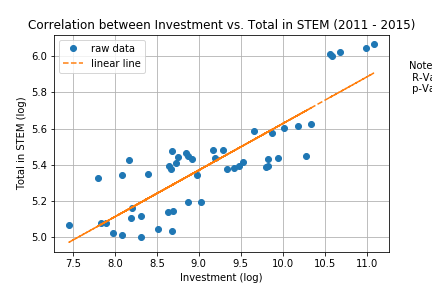 Correlation between Investment vs. Total in STEM (2011 - 2015)
raw data
linear line
Note
R-Va
p-Va
Total in STEM (log)
6.0
5.8
5.6
5.4
5.2
5.0
7.5 8.0 8.5 9.0 9.5 10.0 10.5 11.0
Investment (log)